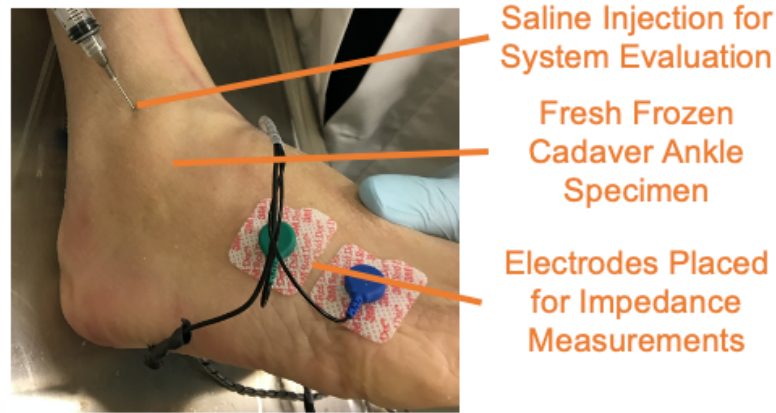 Saline Injection for
System Evaluation
Fresh Frozen
Cadaver Ankle
Specimen
Electrodes Placed
for Impedance
Measurements